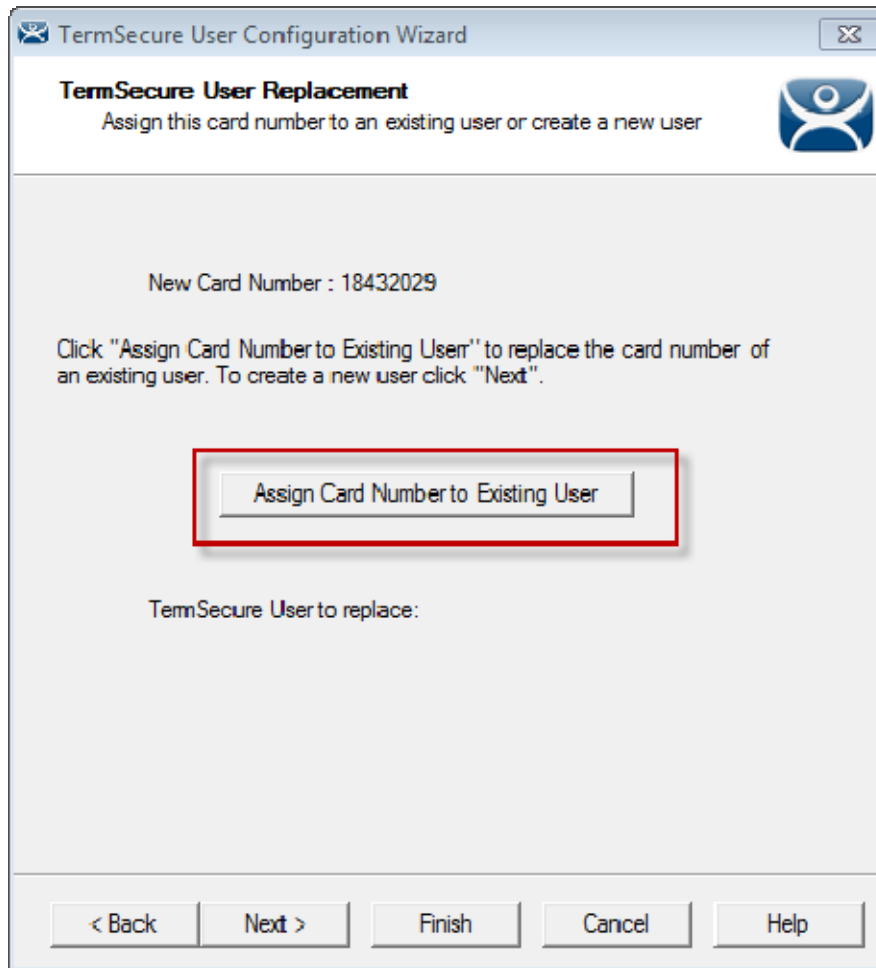 TermSecure User Configuration Wizard
TermSecure User Replacement
Assign this card number to an existing user or create a new user
New Card Number : 18432029
Click "Assign Card Number to Existing User" to replace the card number of
an existing user. To create a new user click "Next".
Assign Card Number to Existing User
TermSecure User to replace:
< Back Next > Finish Cancel Help